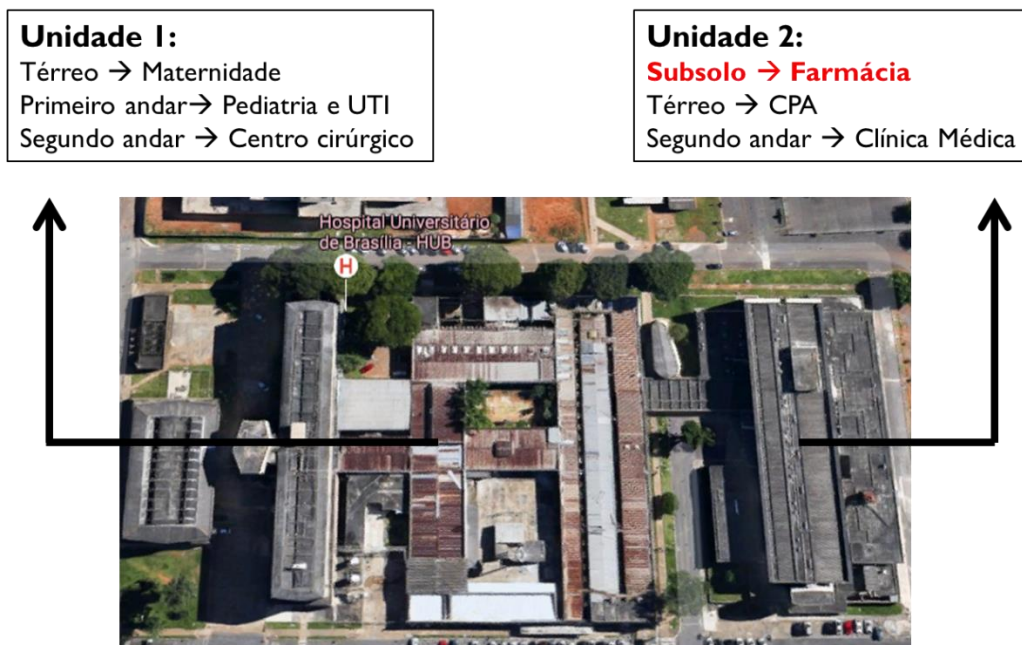 Unidade 1:
Térreo → Maternidade
Primeiro andar→ Pediatria e UTI
Segundo andar → Centro cirúrgico
Unidade 2:
Subsolo → Farmácia
Térreo → CPA
Segundo andar → Clínica Médica
Hospital Universitário
de Brasília - HUB
H